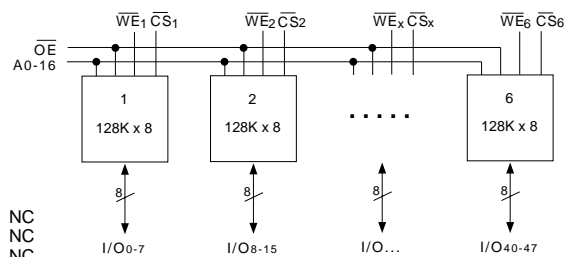 WE1 CS1 WE2 CS2 WEx CSx WE6 CS6
OE
A0-16
1 2 ..... 6
128K x 8 128K x 8 128K x 8
8 8 8 8
NC
NC
NC
I/O0-7 I/O8-15 I/O... I/O40-47